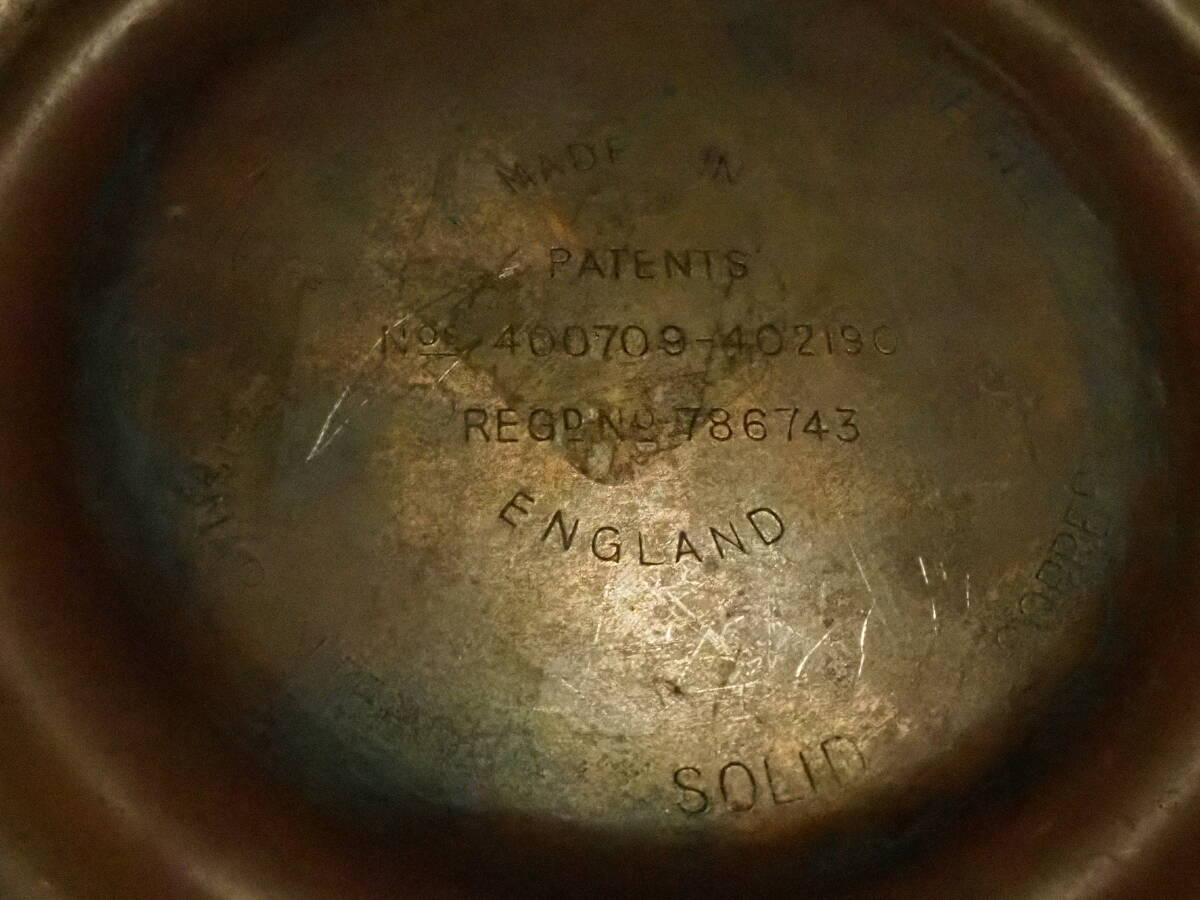 MADE IN
PATENTS
Nos 400709-402190
REGD No 786743
ENGLAND
SOLID COPPER